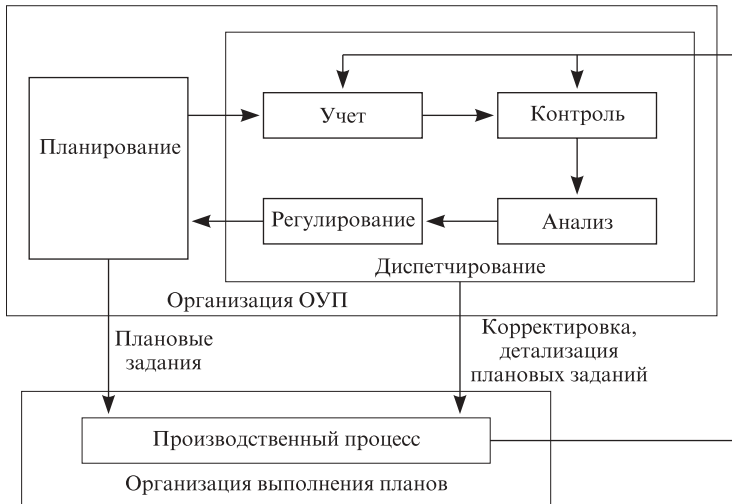 Учет
Контроль
Планирование
Регулирование
Анализ
Диспетчирование
Организация ОУП
Плановые
задания
Корректировка,
детализация
плановых заданий
Производственный процесс
Организация выполнения планов